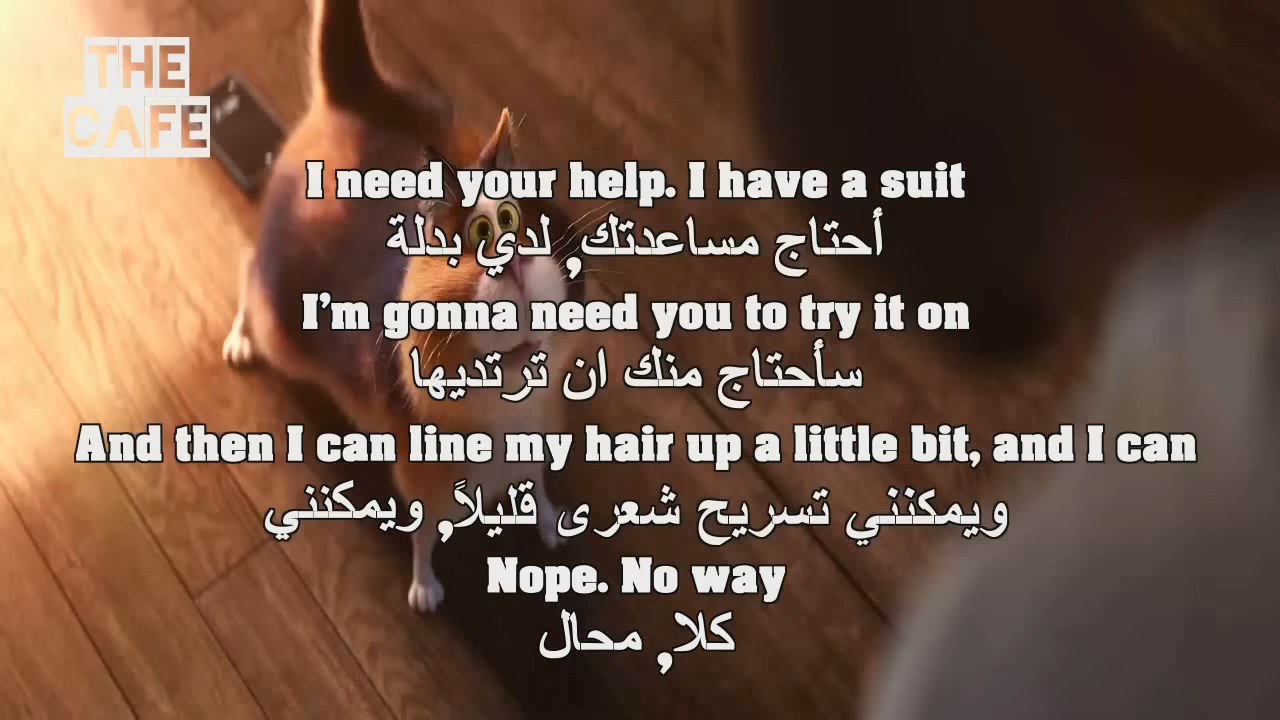 THE
CAFE
I need your help. I have a suit
أحتاج مساعدتك, لدي بدلة
I'm gonna need you to try it on
سأحتاج منك ان ترتديها
And then I can line my hair up a little bit, and I can
ويمكنني تسريح شعرى قليلاً, ويمكنني
Nope. No way
كلا, محال